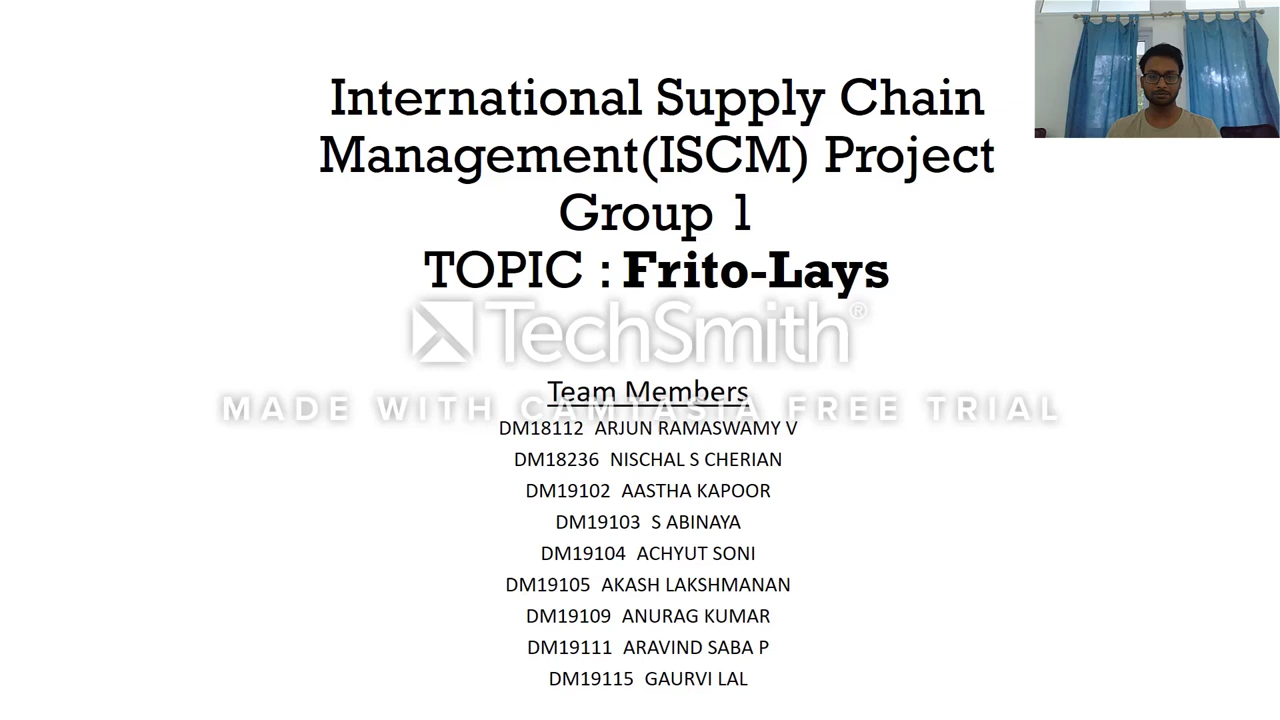 International Supply Chain
Management(ISCM) Project
Group 1
TOPIC : Frito-Lays
TechSmith®
Team Members
MADE WITH CAMTASIA FREE TRIAL
DM18112 ARJUN RAMASWAMY V
DM18236 NISCHAL S CHERIAN
DM19102 AASTHA KAPOOR
DM19103 S ABINAYA
DM19104 ACHYUT SONI
DM19105 AKASH LAKSHMANAN
DM19109 ANURAG KUMAR
DM19111 ARAVIND SABA P
DM19115 GAURVI LAL